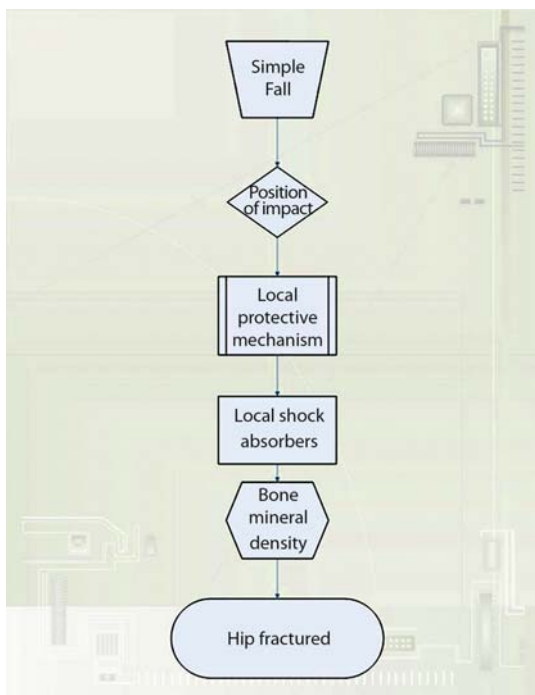 Simple
Fall
Position
of impact
Local
protective
mechanism
Local shock
absorbers
Bone
mineral
density
Hip fractured